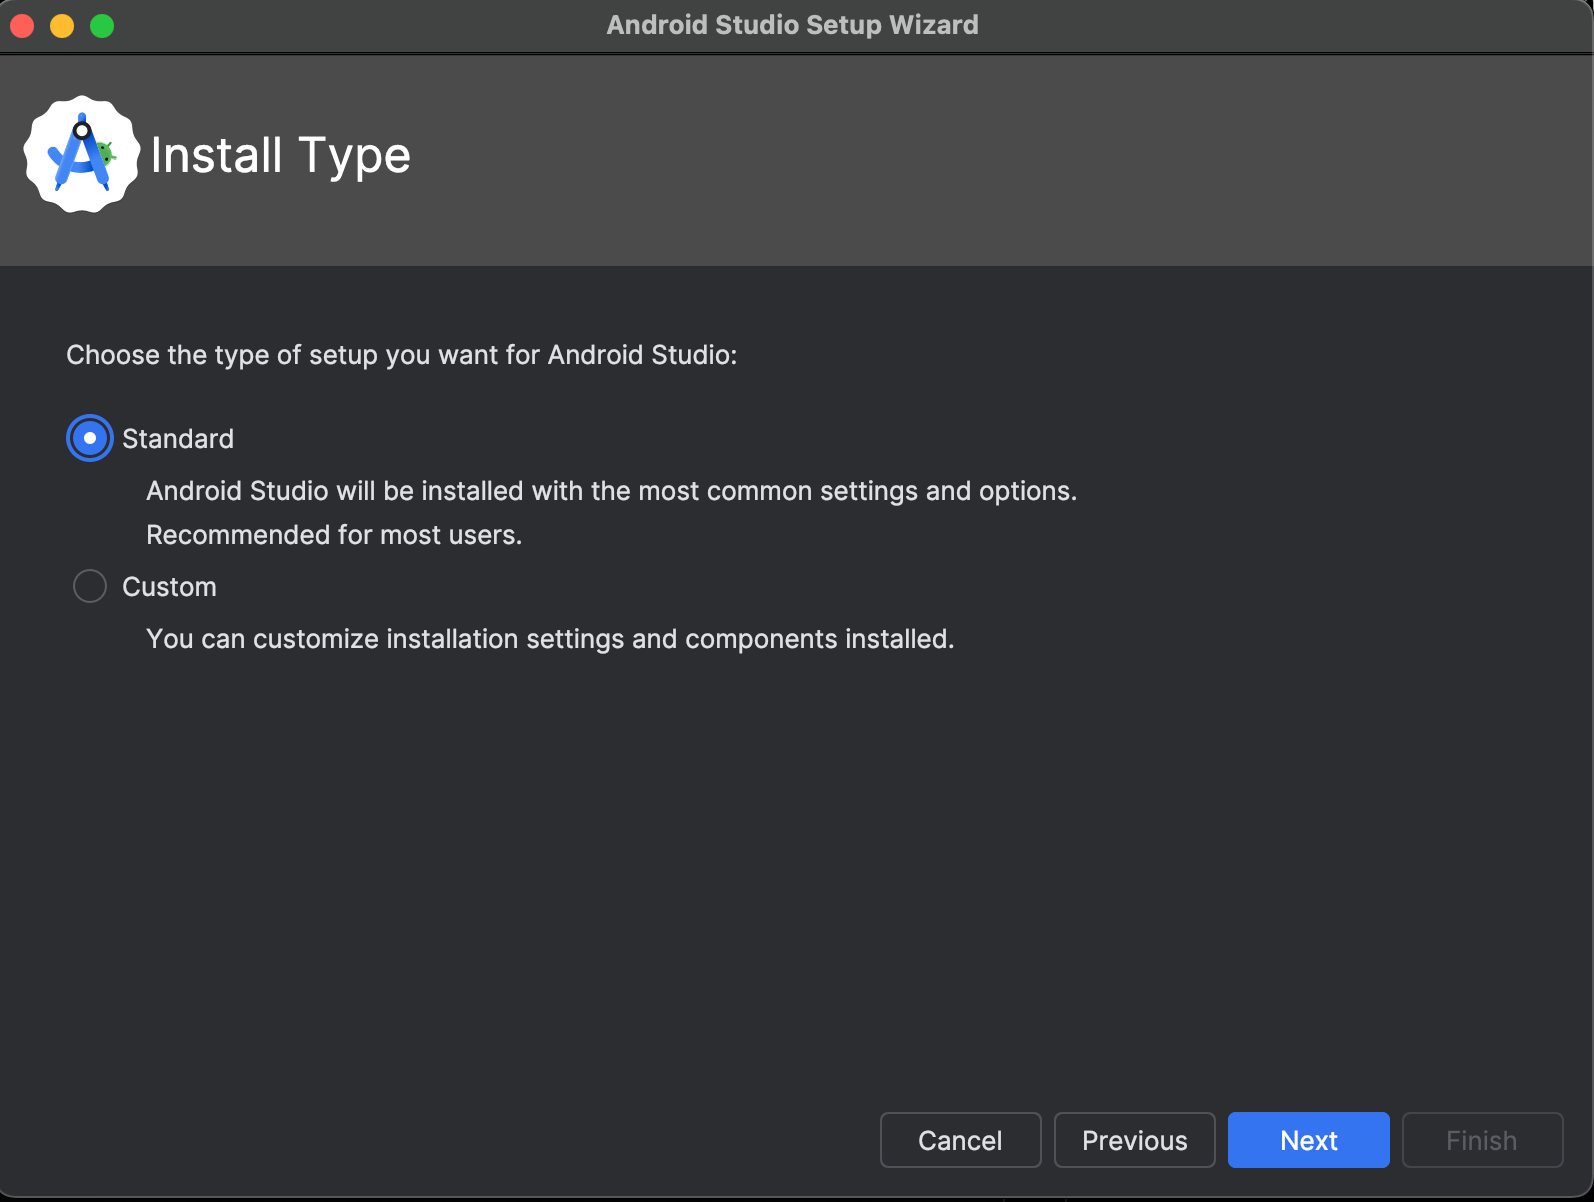 Android Studio Setup Wizard
Install Type
Choose the type of setup you want for Android Studio:
Standard
Android Studio will be installed with the most common settings and options.
Recommended for most users.
Custom
You can customize installation settings and components installed.
Cancel
Previous
Next
Finish